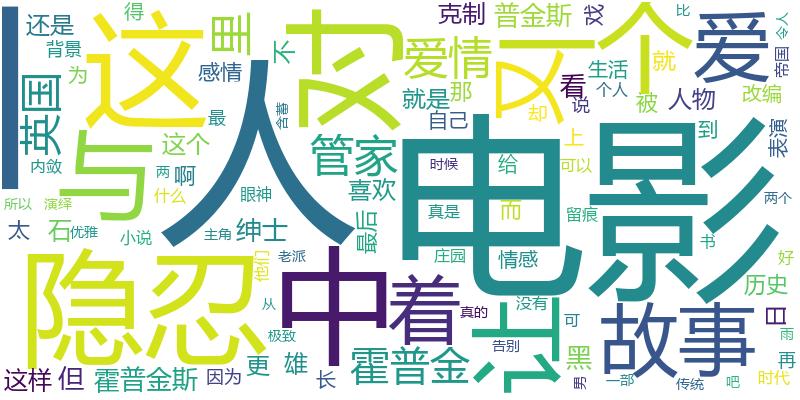 还是
得
里
克制
普金斯
戏
比
令人
背景
为
这
感情
不
对
爱情
又
一个
就
爱
帝国
英国
那
看
生活
个人
人
就是
说
被
人物
改编
最
含蓄
自己
却
上
到
表演
内敛
与
这个
两
啊
管家
电影
时候
给
可以
所以
演绎
什么
眼神
喜欢
真是
而
留痕
两个
太
石
优雅
小说
主角
绅士
最后
庄园
情感
书
好
隐忍
他们
老派
中
着
让
没有
可
故事
历史
日
从
真的
极致
告别
黑
雨
再
这样
但
霍普金斯
因为
更
雄
长
霍普金
男
一部
传统
吧
时代